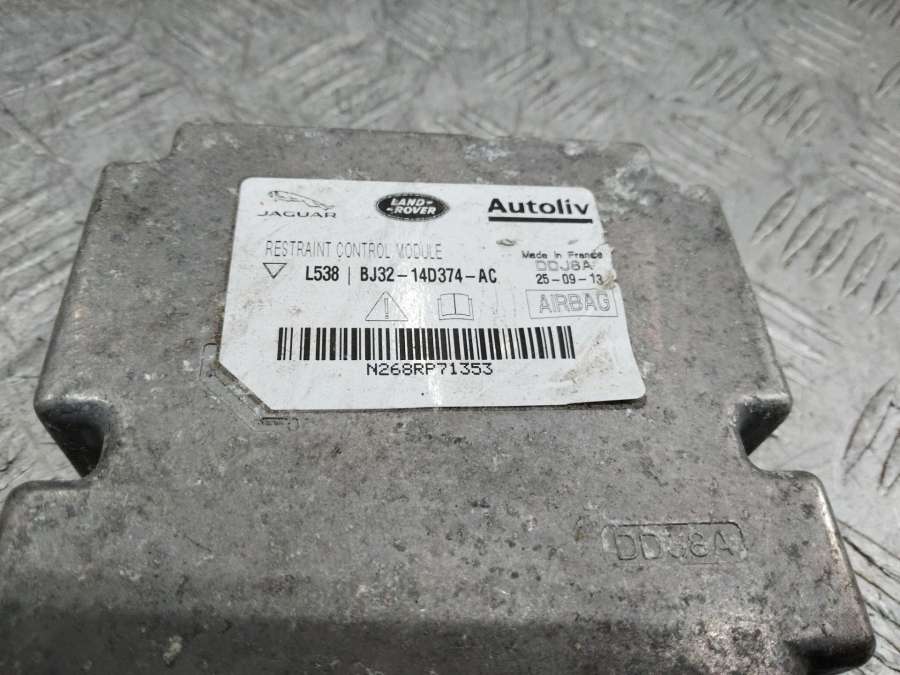 JAGUAR
LAND-
-ROVER
Autoliv
RESTRAINT CONTROL MODULE
Made in France
DDJ8A
L538 | BJ32-14D374-AC
25-09-13
AIRBAG
N268RP71353
DDJ8A